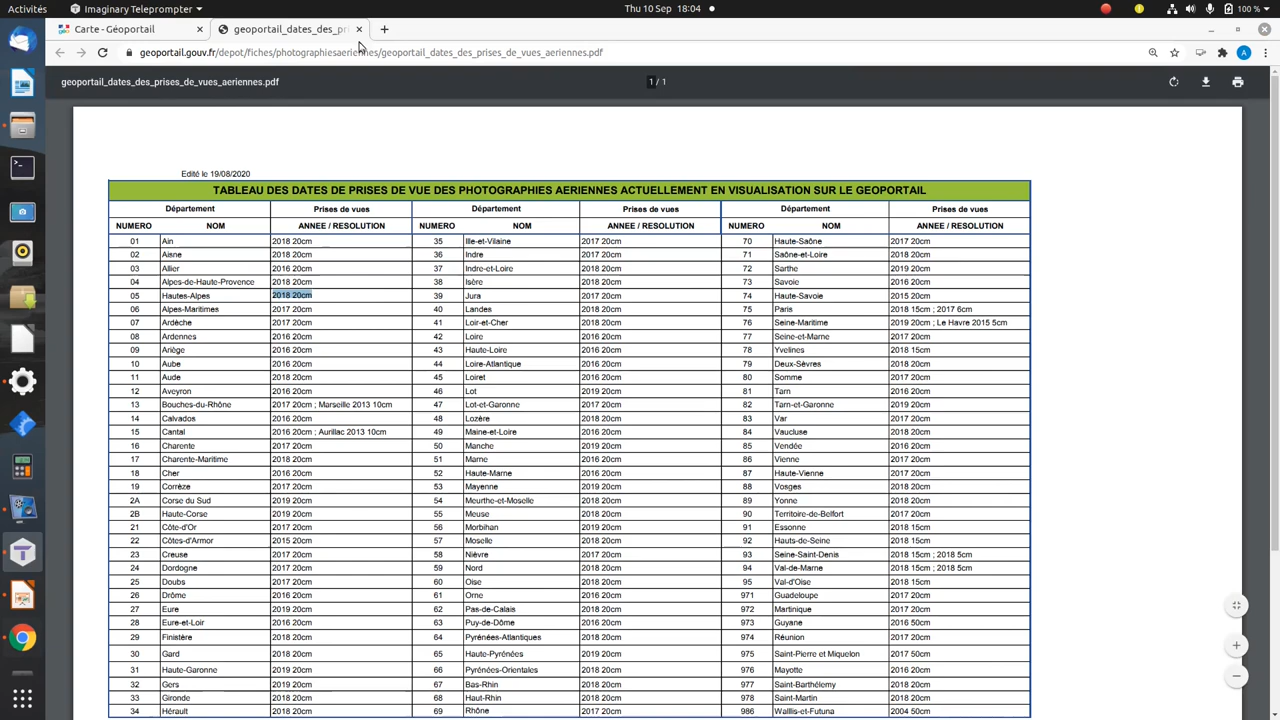 Activités
Imaginary Teleprompter
Thu 10 Sep 18:04
100 %
Carte - Géoportail
geoportail_dates_des_pri
geoportail.gouv.fr/depot/fiches/photographiesaeriennes/geoportail_dates_des_prises_de_vues_aeriennes.pdf
A
geoportail_dates_des_prises_de_vues_aeriennes.pdf
1 / 1
Edité le 19/08/2020
TABLEAU DES DATES DE PRISES DE VUE DES PHOTOGRAPHIES AERIENNES ACTUELLEMENT EN VISUALISATION SUR LE GEOPORTAIL
Département Prises de vues Département Prises de vues Département Prises de vues
NUMERO NOM ANNEE / RESOLUTION NUMERO NOM ANNEE / RESOLUTION NUMERO NOM ANNEE / RESOLUTION
01 Ain 2018 20cm 35 Ille-et-Vilaine 2017 20cm 70 Haute-Saône 2017 20cm
02 Aisne 2018 20cm 36 Indre 2017 20cm 71 Saône-et-Loire 2018 20cm
03 Allier 2016 20cm 37 Indre-et-Loire 2018 20cm 72 Sarthe 2019 20cm
04 Alpes-de-Haute-Provence 2018 20cm 38 Isère 2018 20cm 73 Savoie 2016 20cm
05 Hautes-Alpes 2018 20cm 39 Jura 2017 20cm 74 Haute-Savoie 2015 20cm
06 Alpes-Maritimes 2017 20cm 40 Landes 2018 20cm 75 Paris 2018 15cm ; 2017 6cm
07 Ardèche 2017 20cm 41 Loir-et-Cher 2018 20cm 76 Seine-Maritime 2019 20cm ; Le Havre 2015 5cm
08 Ardennes 2016 20cm 42 Loire 2016 20cm 77 Seine-et-Marne 2017 20cm
09 Ariège 2016 20cm 43 Haute-Loire 2016 20cm 78 Yvelines 2018 15cm
10 Aube 2016 20cm 44 Loire-Atlantique 2016 20cm 79 Deux-Sèvres 2018 20cm
11 Aude 2018 20cm 45 Loiret 2016 20cm 80 Somme 2017 20cm
12 Aveyron 2016 20cm 46 Lot 2019 20cm 81 Tarn 2016 20cm
13 Bouches-du-Rhône 2017 20cm ; Marseille 2013 10cm 47 Lot-et-Garonne 2017 20cm 82 Tarn-et-Garonne 2019 20cm
14 Calvados 2016 20cm 48 Lozère 2018 20cm 83 Var 2017 20cm
15 Cantal 2016 20cm ; Aurillac 2013 10cm 49 Maine-et-Loire 2016 20cm 84 Vaucluse 2018 20cm
16 Charente 2017 20cm 50 Manche 2019 20cm 85 Vendée 2016 20cm
17 Charente-Maritime 2018 20cm 51 Marne 2016 20cm 86 Vienne 2017 20cm
18 Cher 2016 20cm 52 Haute-Marne 2017 20cm 87 Haute-Vienne 2017 20cm
19 Corrèze 2017 20cm 53 Mayenne 2019 20cm 88 Vosges 2018 20cm
2A Corse du Sud 2019 20cm 54 Meurthe-et-Moselle 2018 20cm 89 Yonne 2018 20cm
2B Haute-Corse 2019 20cm 55 Meuse 2018 20cm 90 Territoire-de-Belfort 2017 20cm
21 Côte-d'Or 2017 20cm 56 Morbihan 2019 20cm 91 Essonne 2018 15cm
22 Côtes-d'Armor 2015 20cm 57 Moselle 2018 20cm 92 Hauts-de-Seine 2018 15cm
23 Creuse 2017 20cm 58 Nièvre 2017 20cm 93 Seine-Saint-Denis 2018 15cm ; 2018 5cm
24 Dordogne 2017 20cm 59 Nord 2018 20cm 94 Val-de-Marne 2018 15cm ; 2018 5cm
25 Doubs 2017 20cm 60 Oise 2018 20cm 95 Val-d'Oise 2018 15cm
26 Drôme 2017 20cm 61 Orne 2016 20cm 971 Guadeloupe 2017 20cm
27 Eure 2019 20cm 62 Pas-de-Calais 2018 20cm 972 Martinique 2017 20cm
28 Eure-et-Loir 2016 20cm 63 Puy-de-Dôme 2016 20cm 973 Guyane 2016 50cm
29 Finistère 2018 20cm 64 Pyrénées-Atlantiques 2018 20cm 974 Réunion 2017 20cm
30 Gard 2018 20cm 65 Haute-Pyrénées 2019 20cm 975 Saint-Pierre et Miquelon 2017 50cm
31 Haute-Garonne 2019 20cm 66 Pyrénées-Orientales 2018 20cm 976 Mayotte 2016 20cm
32 Gers 2019 20cm 67 Bas-Rhin 2018 20cm 977 Saint-Barthélemy 2017 20cm
33 Gironde 2018 20cm 68 Haut-Rhin 2018 20cm 978 Saint-Martin 2017 20cm
34 Hérault 2018 20cm 69 Rhône 2017 20cm 986 Walllis-et-Futuna 2004 50cm